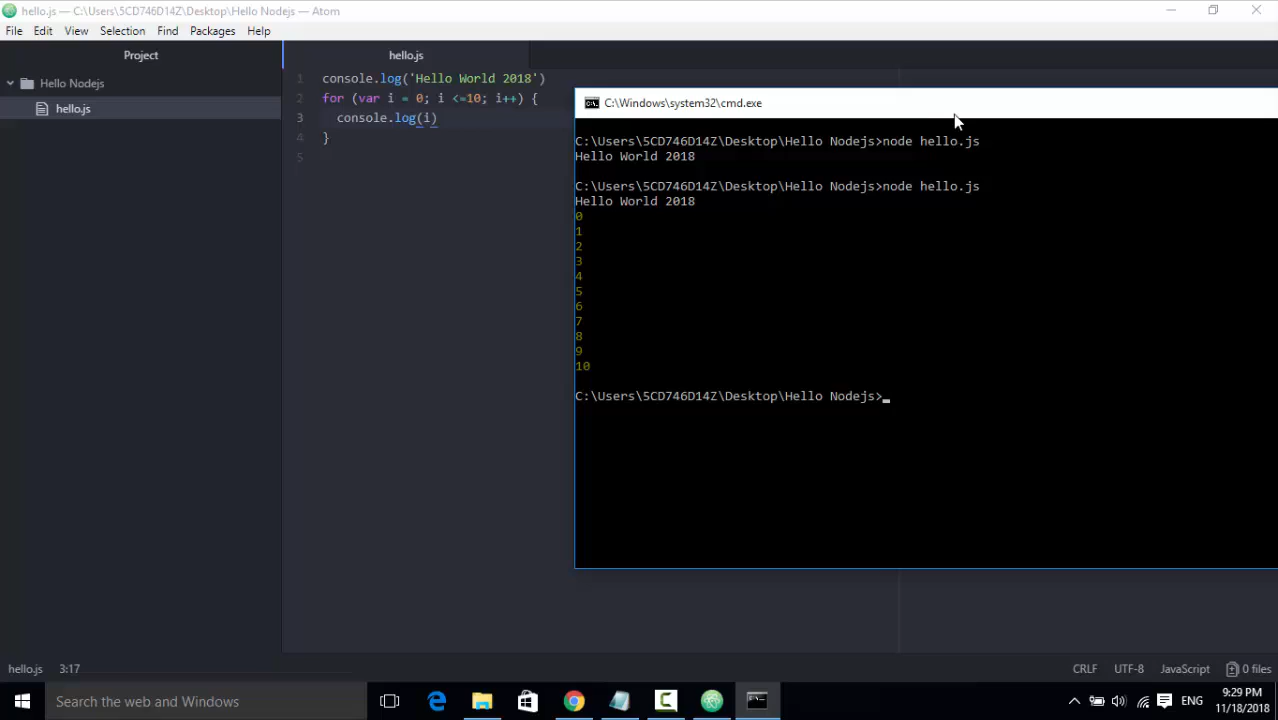 hello.js — C:\Users\5CD746D14Z\Desktop\Hello Nodejs — Atom
File Edit View Selection Find Packages Help
Project
hello.js
Hello Nodejs
hello.js
1 console.log('Hello World 2018')
2 for (var i = 0; i <=10; i++) {
3 console.log(i)
4 }
5
C:\Windows\system32\cmd.exe
C:\Users\5CD746D14Z\Desktop\Hello Nodejs>node hello.js
Hello World 2018
C:\Users\5CD746D14Z\Desktop\Hello Nodejs>node hello.js
Hello World 2018
0
1
2
3
4
5
6
7
8
9
10
C:\Users\5CD746D14Z\Desktop\Hello Nodejs>
hello.js 3:17 CRLF UTF-8 JavaScript 0 files
Search the web and Windows
ENG
9:29 PM
11/18/2018